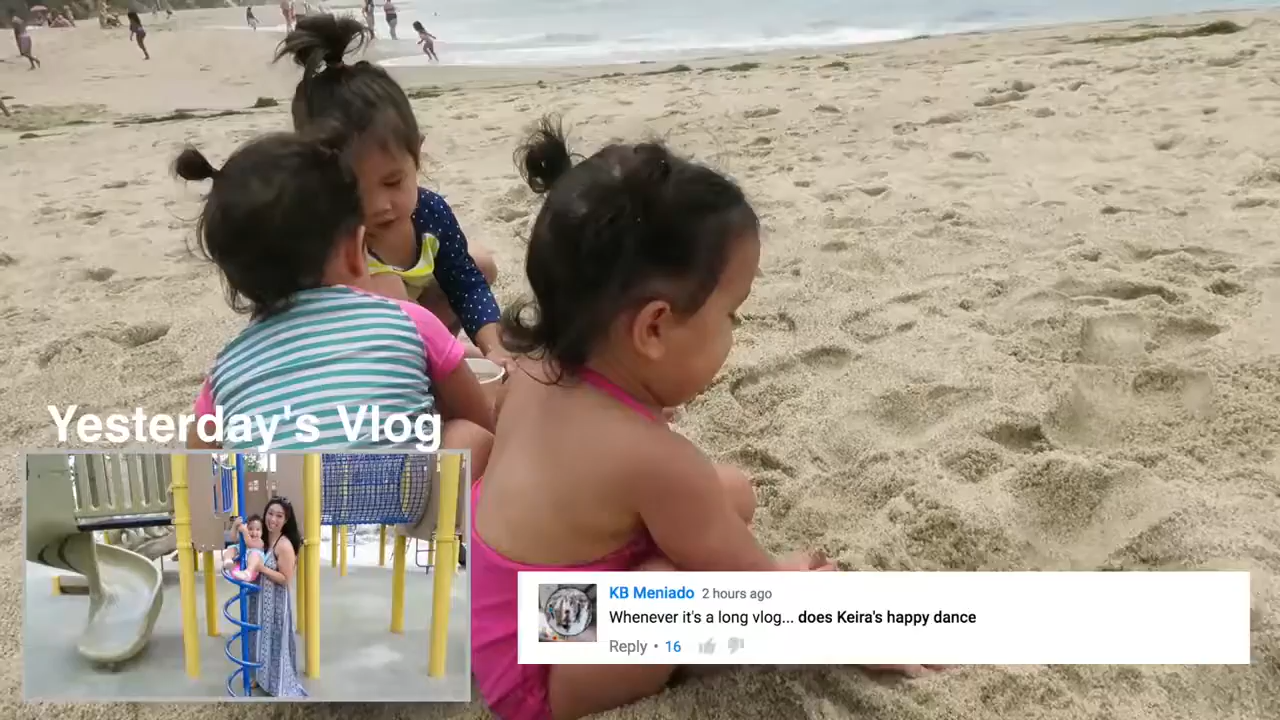 Yesterday's Vlog
KB Meniado 2 hours ago
Whenever it's a long vlog... does Keira's happy dance
Reply • 16